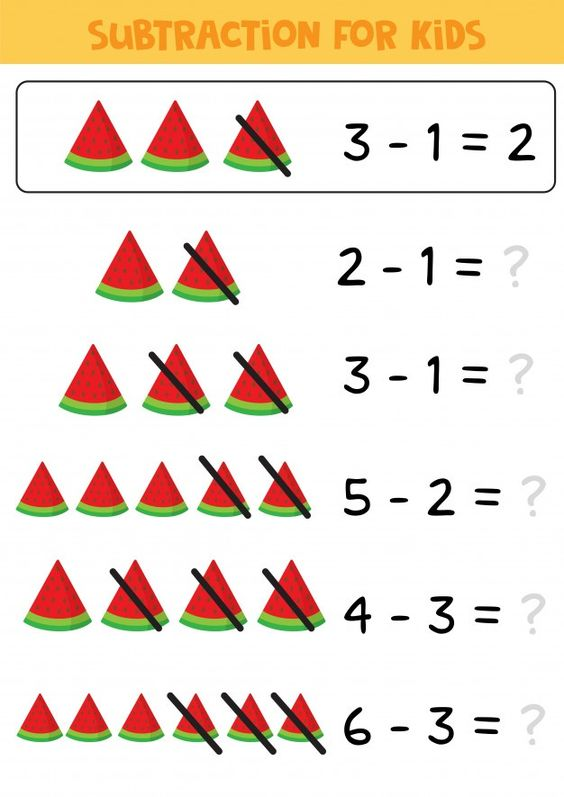 SUBTRACTION FOR KiDS
3 - 1 = 2
2 - 1 = ?
3 - 1 = ?
5 - 2 = ?
4 - 3 = ?
6 - 3 = ?